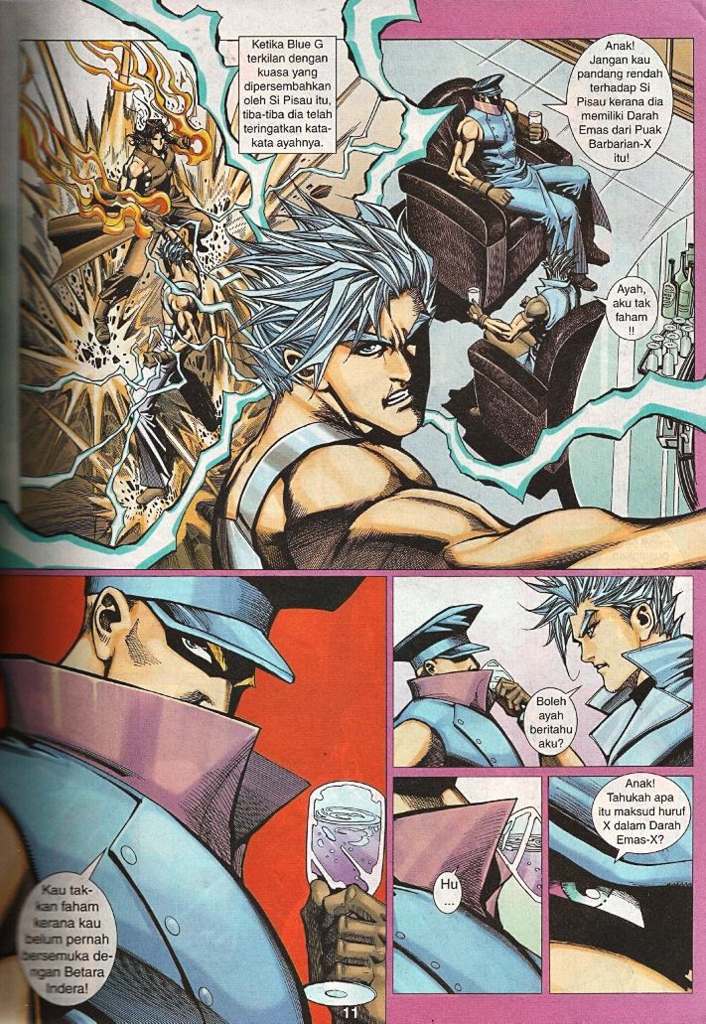 Ketika Blue G
terkilan dengan
kuasa yang
dipersembahkan
oleh Si Pisau itu,
tiba-tiba dia telah
teringatkan kata-
kata ayahnya.
Anak!
Jangan kau
pandang rendah
terhadap Si
Pisau kerana dia
memiliki Darah
Emas dari Puak
Barbarian-X
itu!
Ayah,
aku tak
faham
!!
Kau tak-
kan faham
kerana kau
belum pernah
bersemuka de-
ngan Betara
Indera!
Boleh
ayah
beritahu
aku?
Hu
...
Anak!
Tahukah apa
itu maksud huruf
X dalam Darah
Emas-X?
11